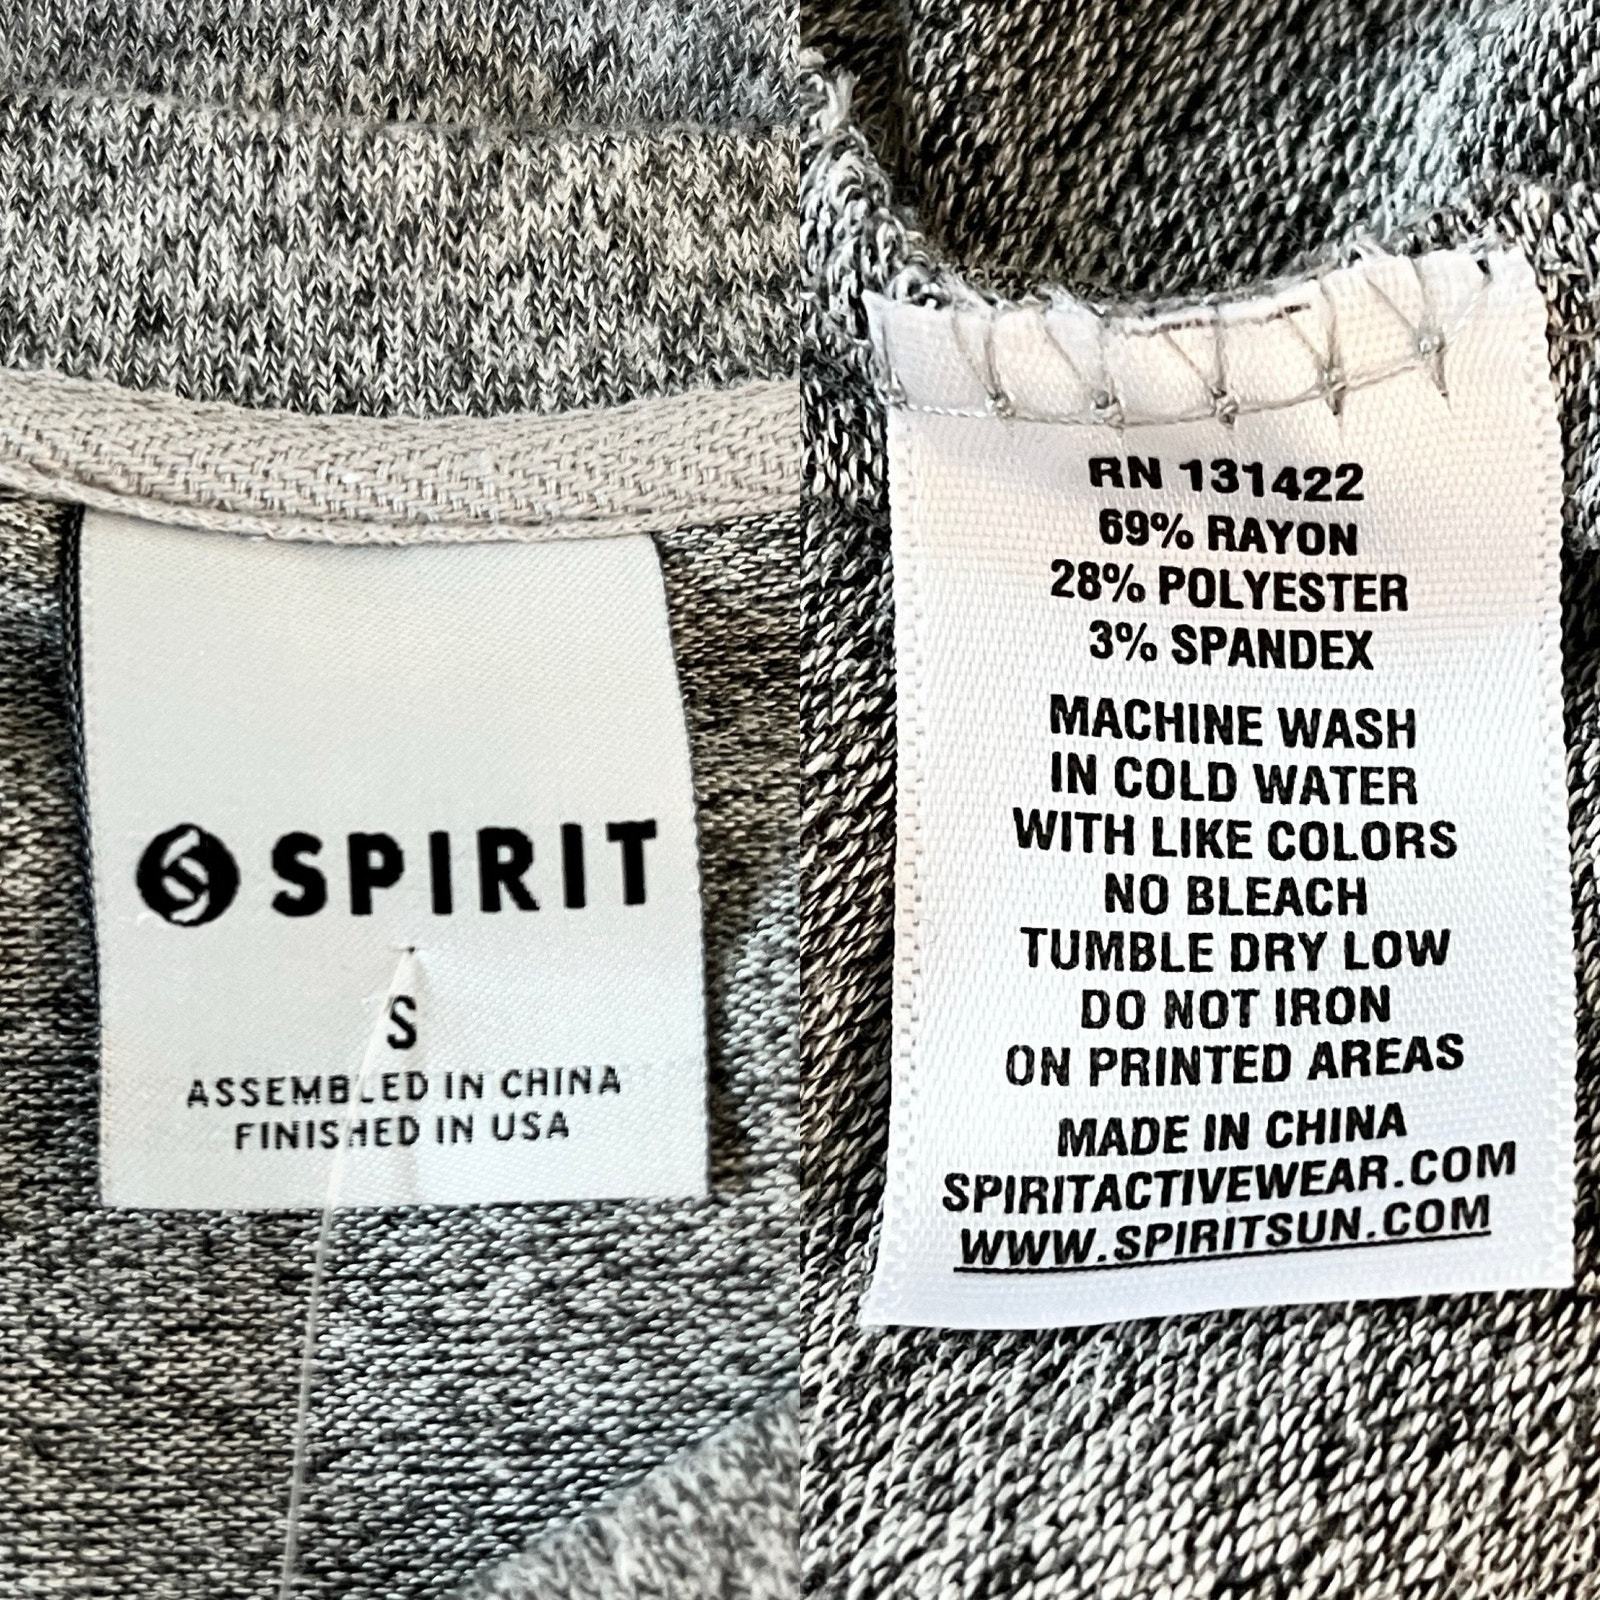 SPIRIT
S
ASSEMBLED IN CHINA
FINISHED IN USA
RN 131422
69% RAYON
28% POLYESTER
3% SPANDEX
MACHINE WASH
IN COLD WATER
WITH LIKE COLORS
NO BLEACH
TUMBLE DRY LOW
DO NOT IRON
ON PRINTED AREAS
MADE IN CHINA
SPIRITACTIVEWEAR.COM
WWW.SPIRITSUN.COM